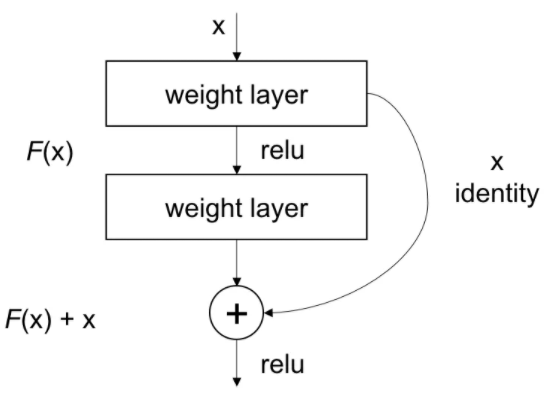 x
weight layer
F(x)
relu
x
identity
weight layer
F(x) + x
+
relu